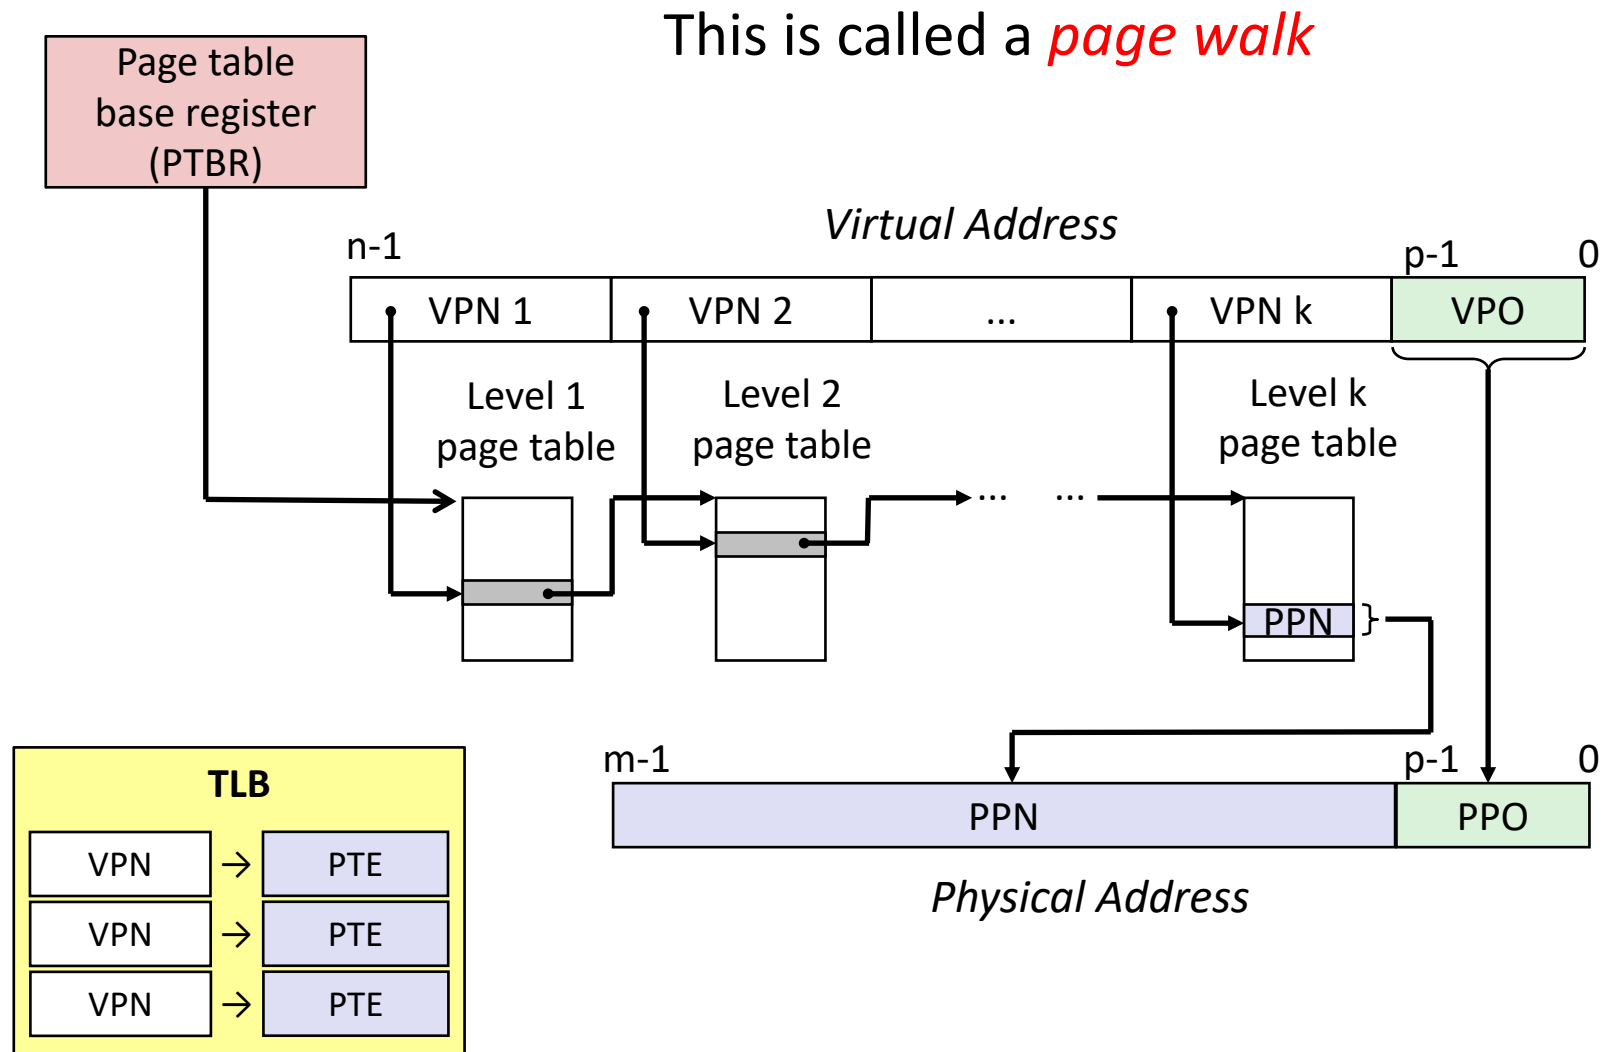 This is called a page walk
Page table
base register
(PTBR)
Virtual Address
n-1
p-1
0
VPN 1
VPN 2
...
VPN k
VPO
Level 1
page table
Level 2
page table
Level k
page table
...
...
PPN
m-1
p-1
0
PPN
PPO
Physical Address
TLB
VPN → PTE
VPN → PTE
VPN → PTE